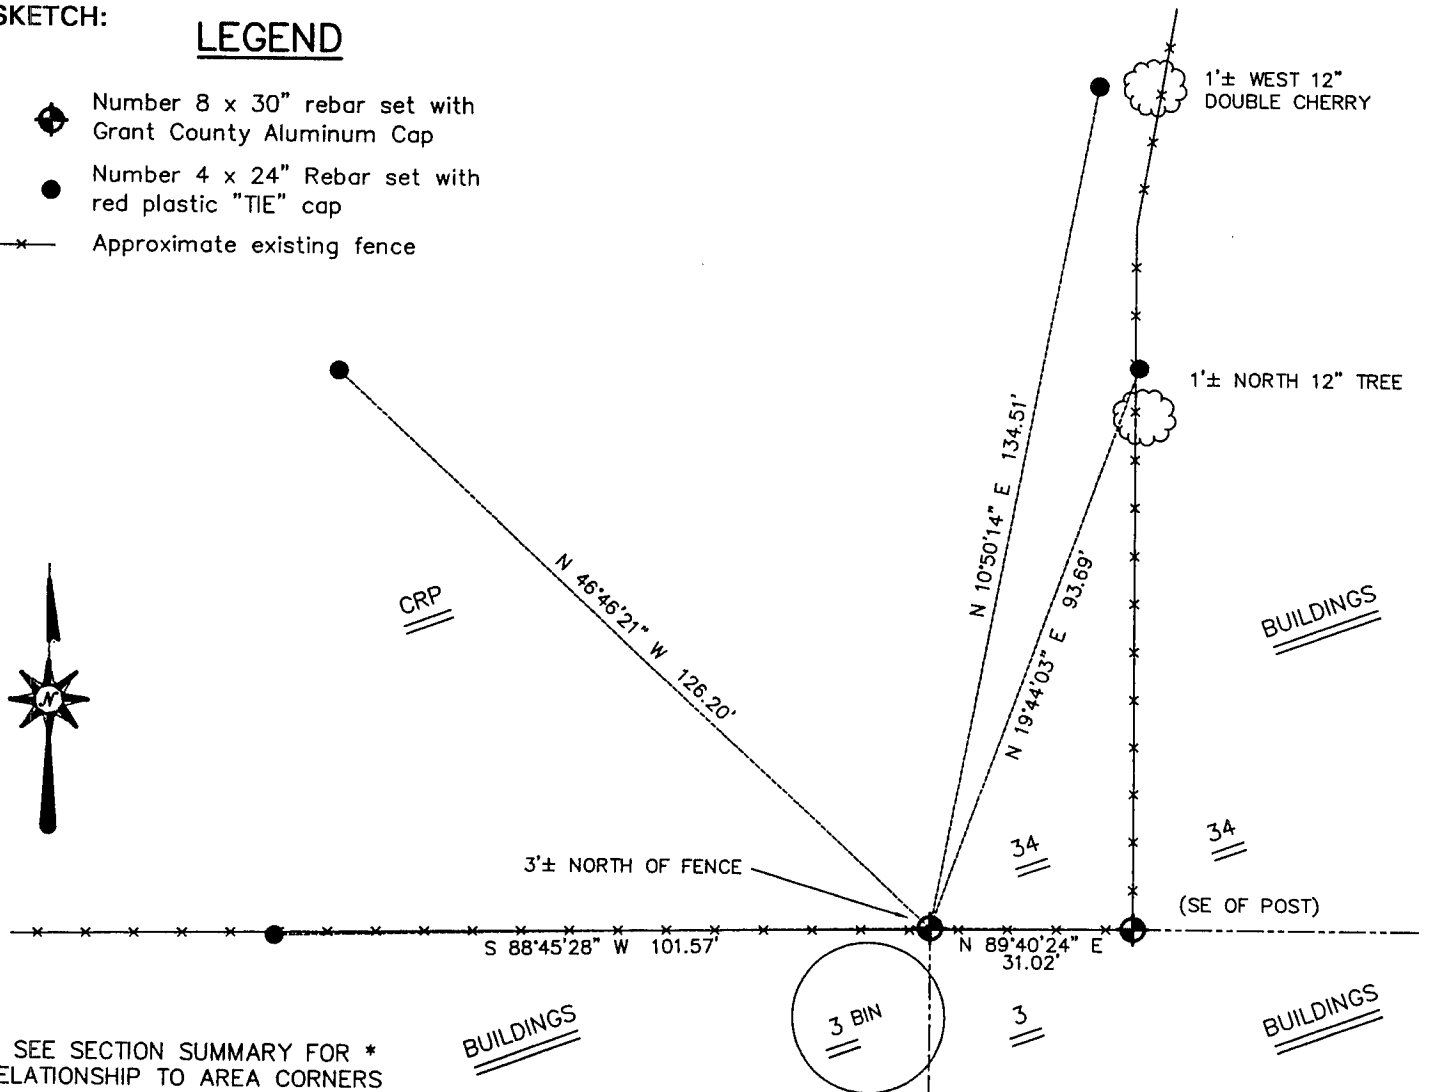 SKETCH:
LEGEND
Number 8 x 30" rebar set with
Grant County Aluminum Cap
Number 4 x 24" Rebar set with
red plastic "TIE" cap
Approximate existing fence
1'± WEST 12"
DOUBLE CHERRY
1'± NORTH 12" TREE
N 10°50'14" E 134.51'
N 19°44'03" E 93.69'
N 46°46'21" W 126.20'
CRP
BUILDINGS
N
34
34
3'± NORTH OF FENCE
(SE OF POST)
S 88°45'28" W 101.57'
N 89°40'24" E
31.02'
BUILDINGS
3 BIN
3
BUILDINGS
SEE SECTION SUMMARY FOR *
ELATIONSHIP TO AREA CORNERS